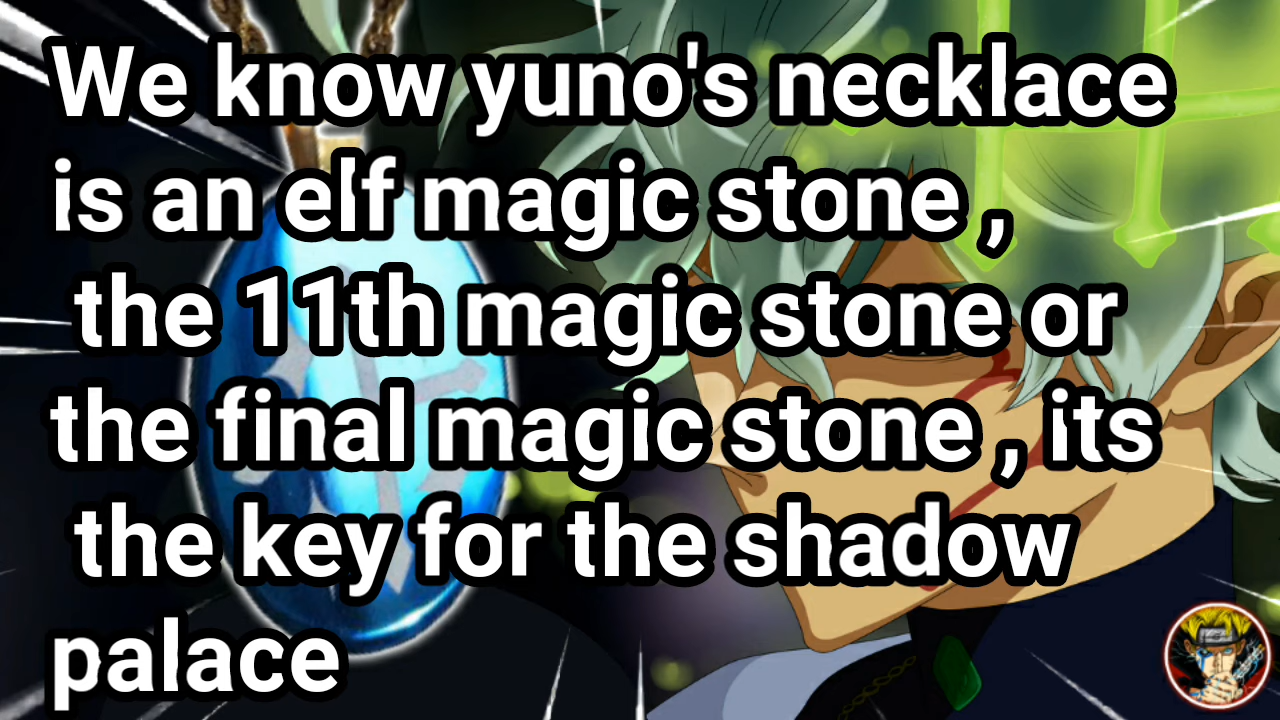 We know yuno's necklace
is an elf magic stone ,
the 11th magic stone or
the final magic stone , its
the key for the shadow
palace